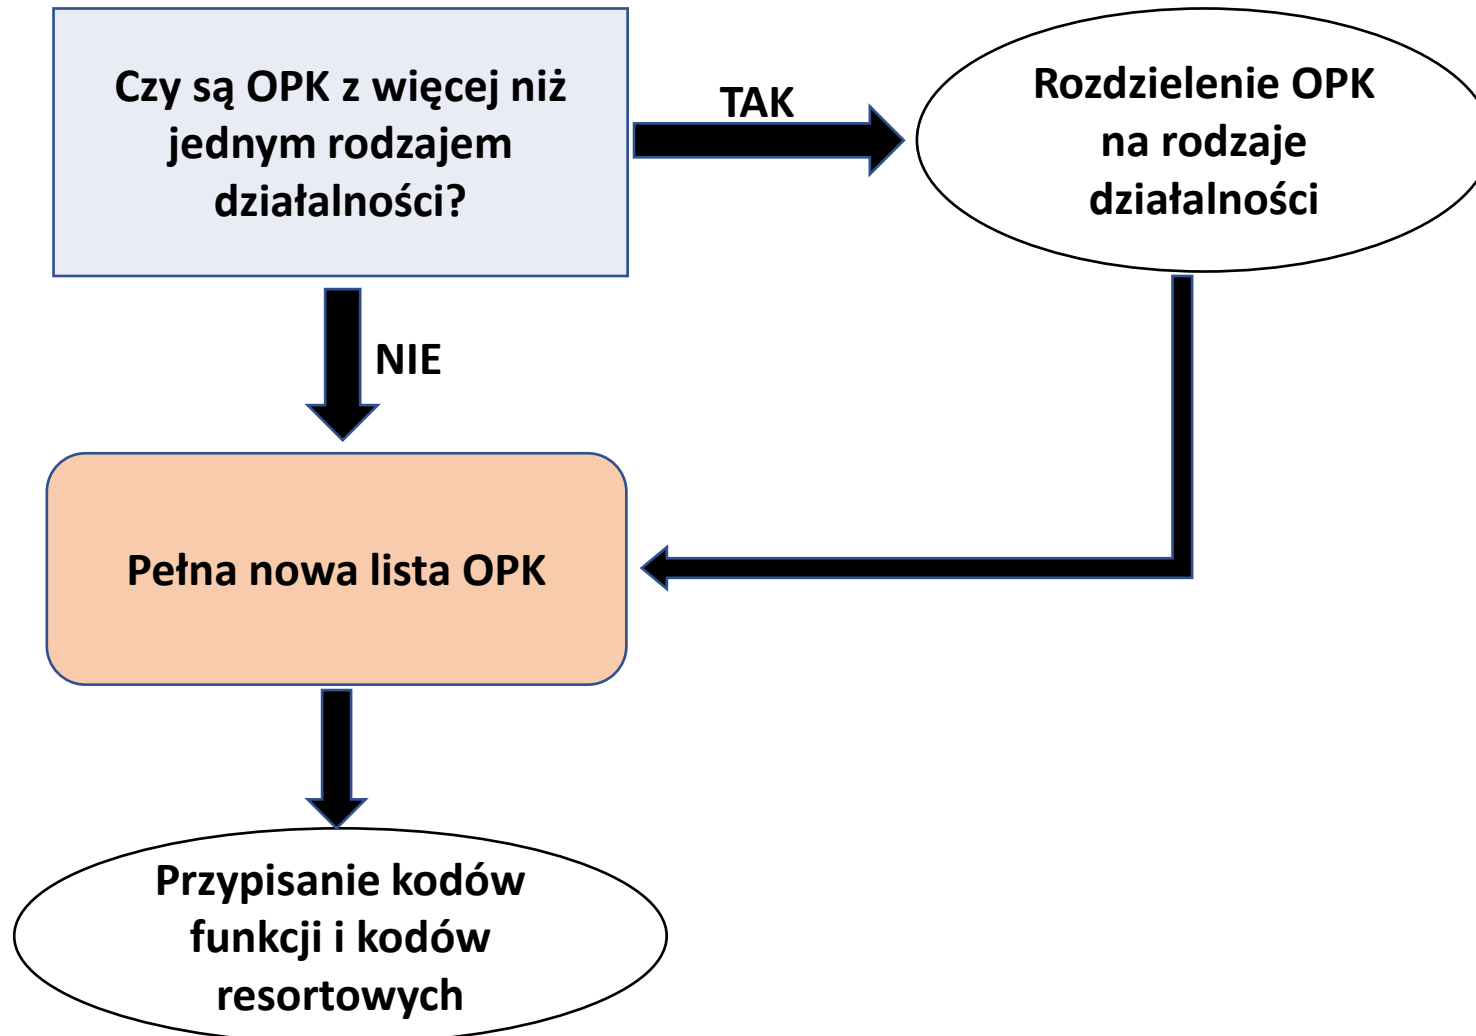 Czy są OPK z więcej niż
jednym rodzajem
działalności?
TAK
Rozdzielenie OPK
na rodzaje
działalności
NIE
Pełna nowa lista OPK
Przypisanie kodów
funkcji i kodów
resortowych